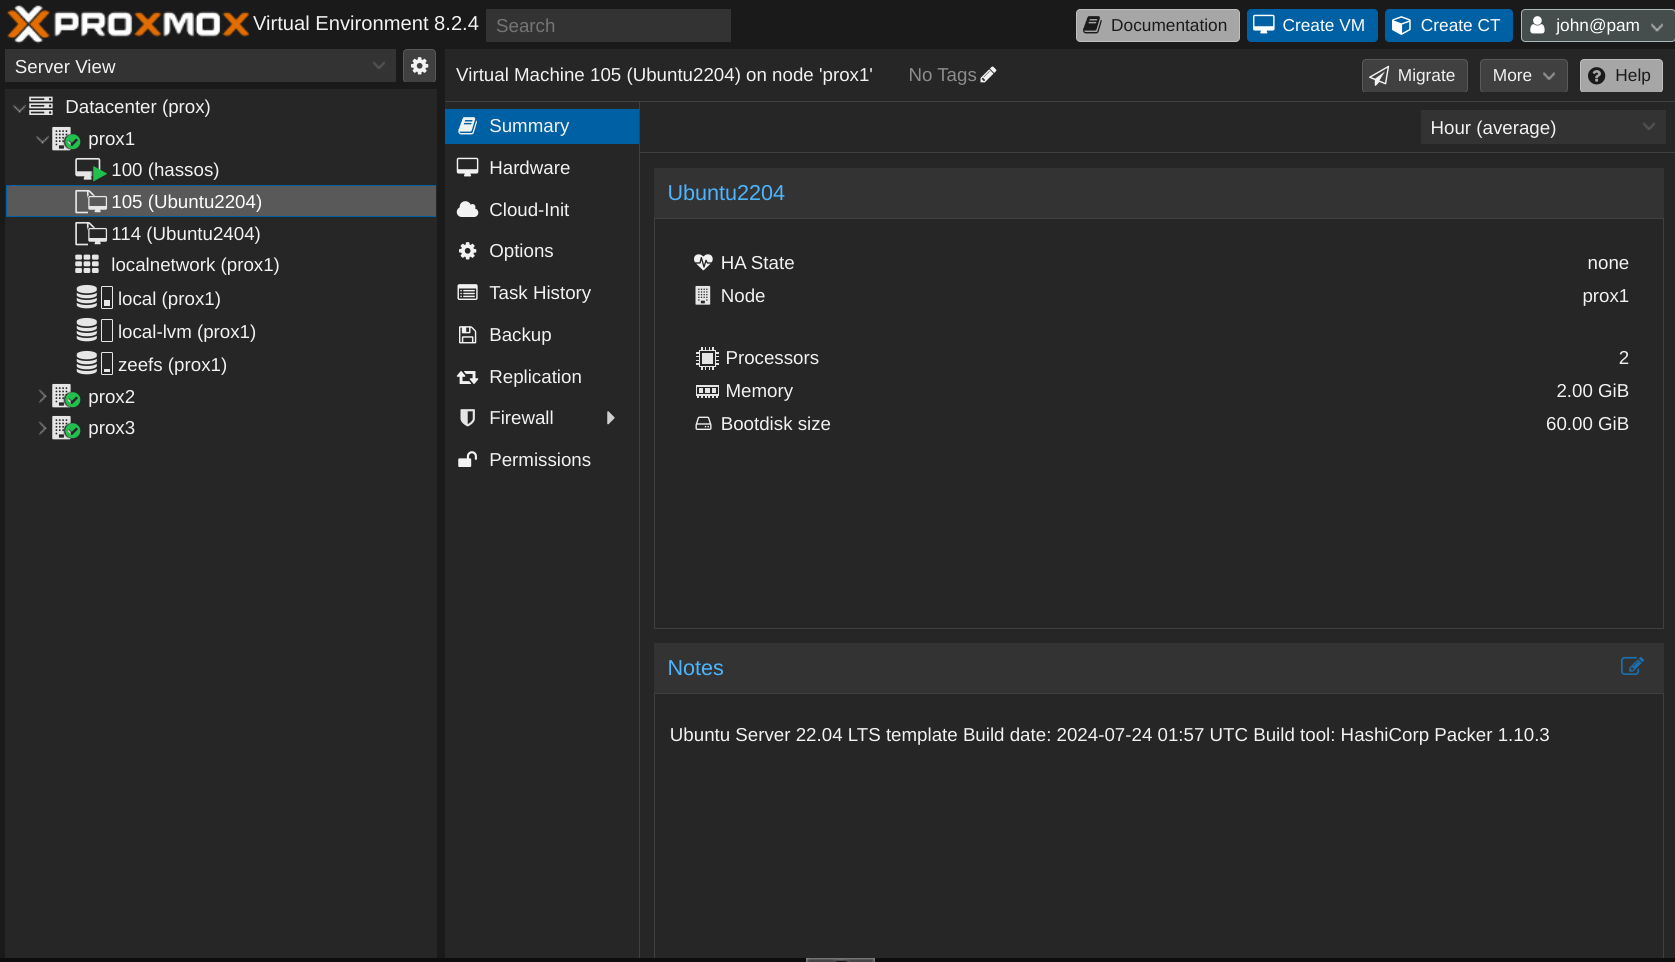 PROXMOX Virtual Environment 8.2.4 Search Documentation Create VM Create CT john@pam
Server View
Virtual Machine 105 (Ubuntu2204) on node 'prox1' No Tags Migrate More Help
Datacenter (prox)
prox1
100 (hassos)
105 (Ubuntu2204)
114 (Ubuntu2404)
localnetwork (prox1)
local (prox1)
local-lvm (prox1)
zeefs (prox1)
prox2
prox3
Summary
Hardware
Cloud-Init
Options
Task History
Backup
Replication
Firewall
Permissions
Hour (average)
Ubuntu2204
HA State none
Node prox1
Processors 2
Memory 2.00 GiB
Bootdisk size 60.00 GiB
Notes
Ubuntu Server 22.04 LTS template Build date: 2024-07-24 01:57 UTC Build tool: HashiCorp Packer 1.10.3